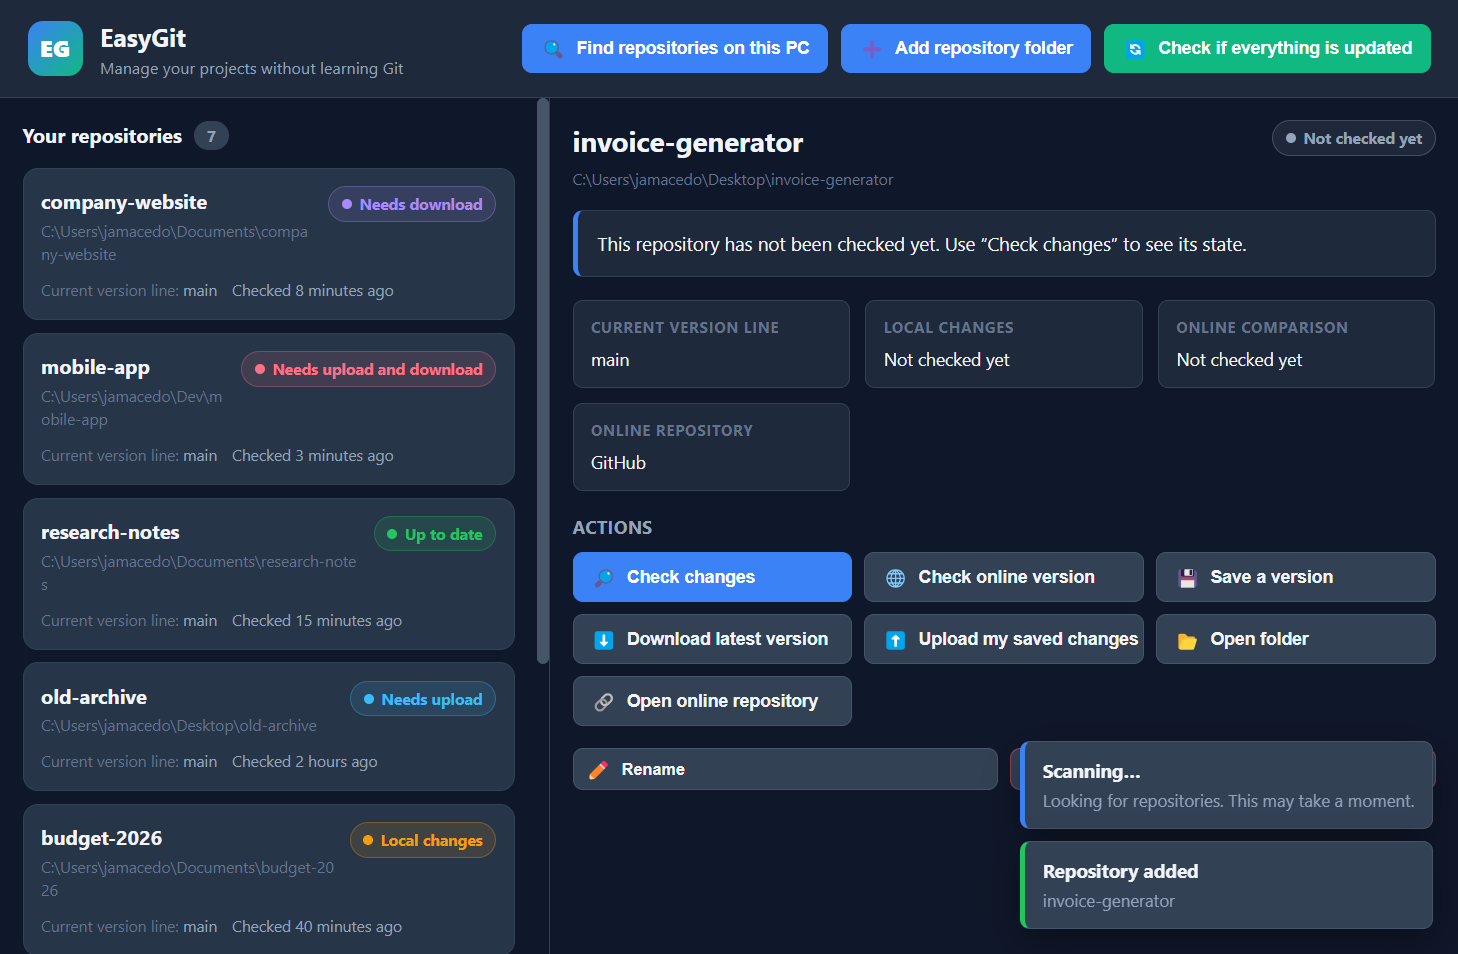 EG
EasyGit
Manage your projects without learning Git
Find repositories on this PC
Add repository folder
Check if everything is updated
Your repositories 7
company-website
Needs download
C:\Users\jamacedo\Documents\compa
ny-website
Current version line: main Checked 8 minutes ago
mobile-app
Needs upload and download
C:\Users\jamacedo\Dev\m
obile-app
Current version line: main Checked 3 minutes ago
research-notes
Up to date
C:\Users\jamacedo\Documents\research-note
s
Current version line: main Checked 15 minutes ago
old-archive
Needs upload
C:\Users\jamacedo\Desktop\old-archive
Current version line: main Checked 2 hours ago
budget-2026
Local changes
C:\Users\jamacedo\Documents\budget-20
26
Current version line: main Checked 40 minutes ago
invoice-generator
Not checked yet
C:\Users\jamacedo\Desktop\invoice-generator
This repository has not been checked yet. Use “Check changes” to see its state.
CURRENT VERSION LINE
main
LOCAL CHANGES
Not checked yet
ONLINE COMPARISON
Not checked yet
ONLINE REPOSITORY
GitHub
ACTIONS
Check changes
Check online version
Save a version
Download latest version
Upload my saved changes
Open folder
Open online repository
Rename
Scanning...
Looking for repositories. This may take a moment.
Repository added
invoice-generator